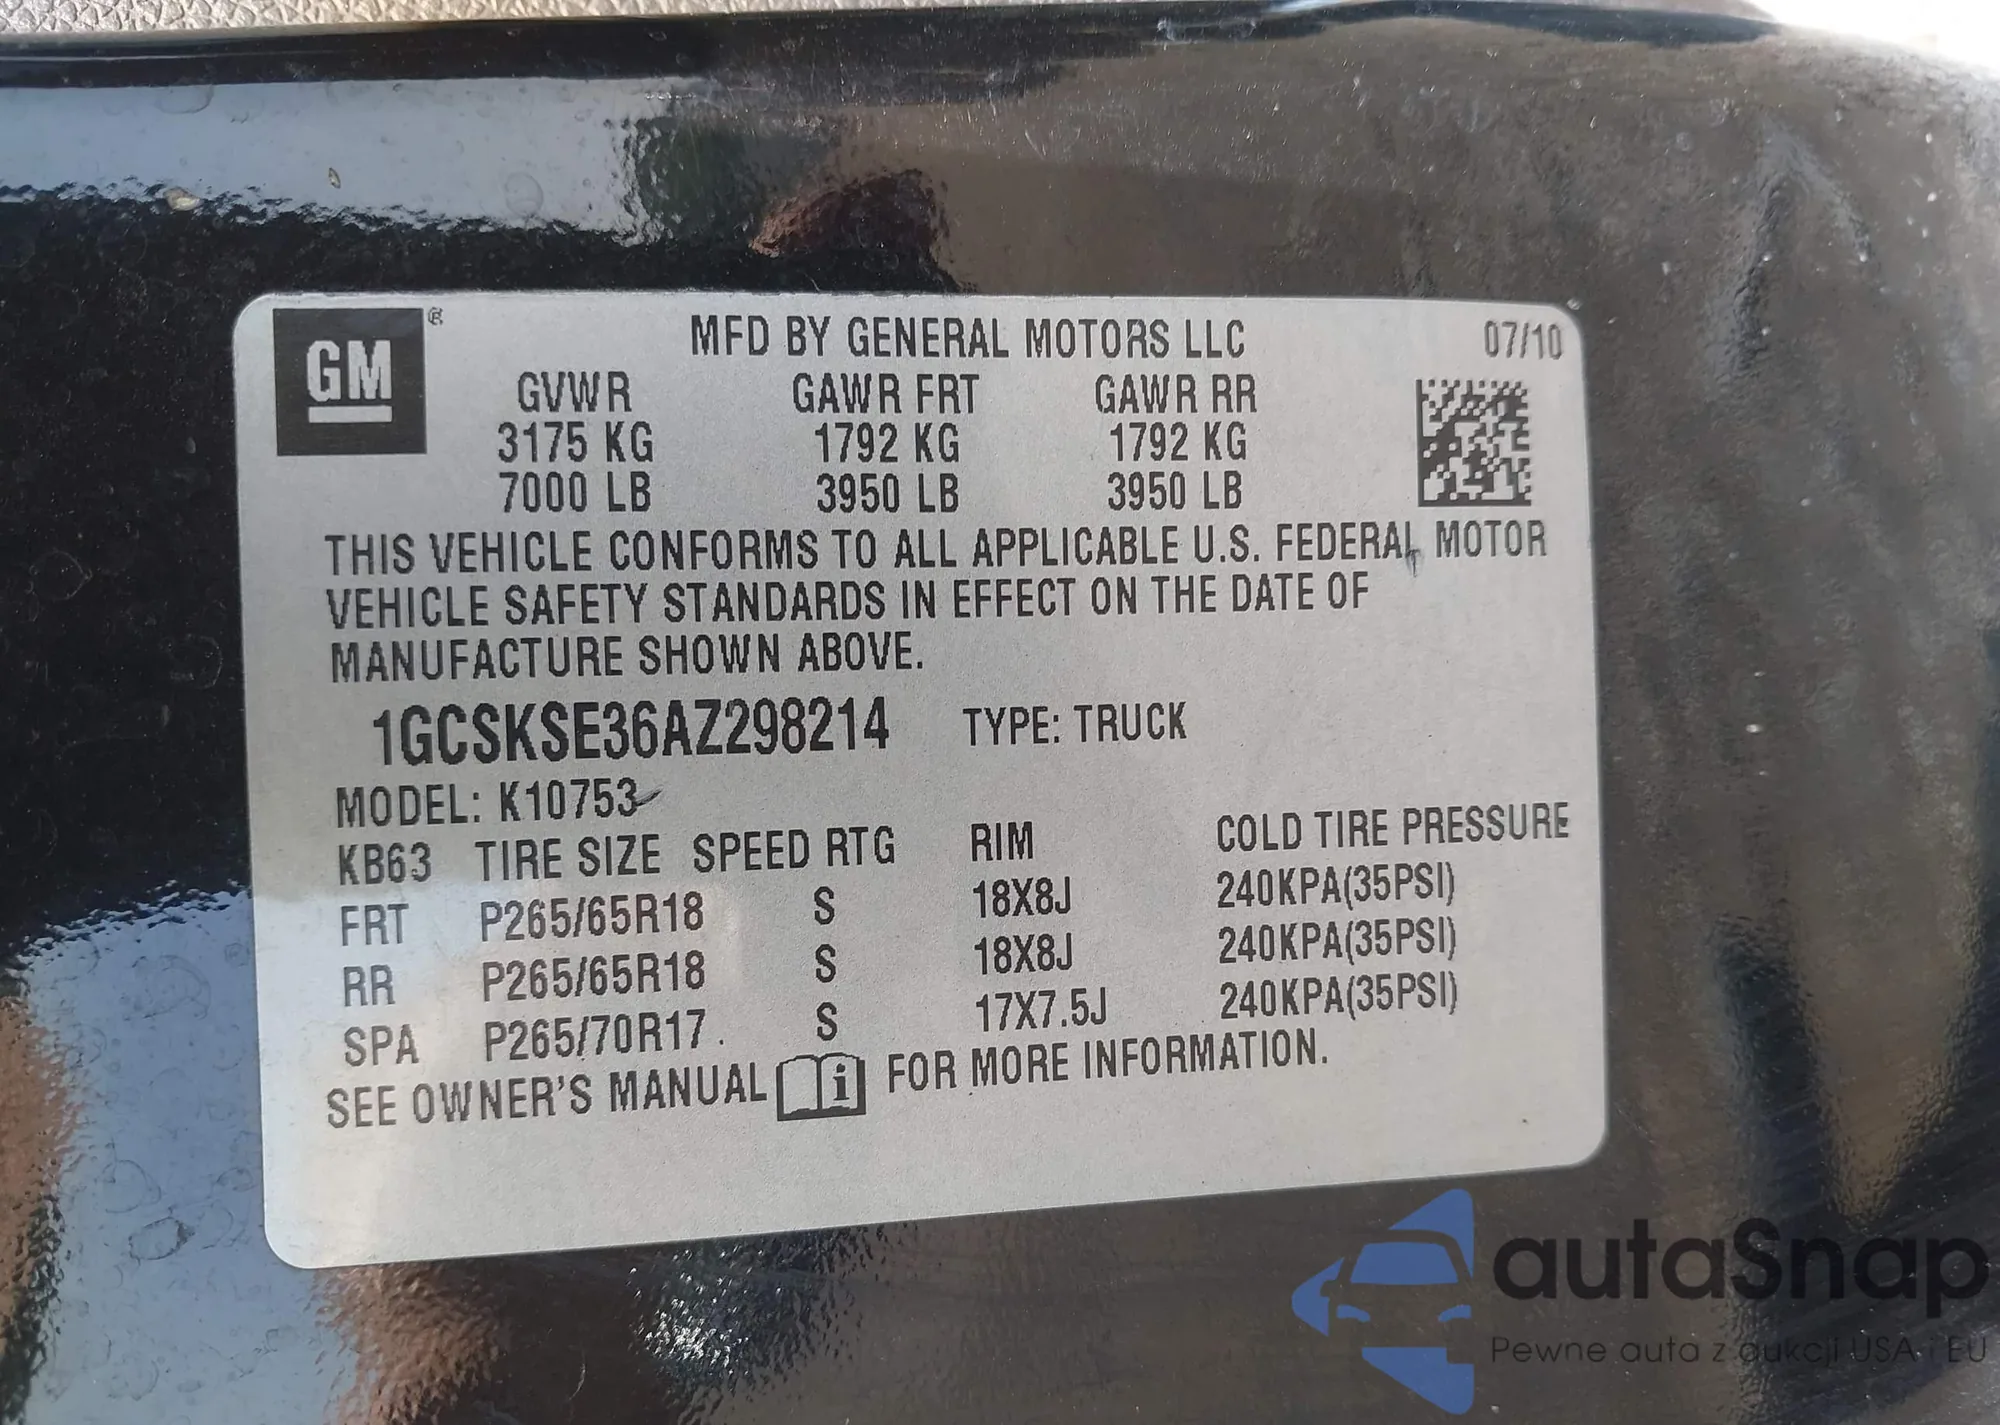 GM ®
MFD BY GENERAL MOTORS LLC 07/10
GVWR GAWR FRT GAWR RR
3175 KG 1792 KG 1792 KG
7000 LB 3950 LB 3950 LB
THIS VEHICLE CONFORMS TO ALL APPLICABLE U.S. FEDERAL MOTOR
VEHICLE SAFETY STANDARDS IN EFFECT ON THE DATE OF
MANUFACTURE SHOWN ABOVE.
1GCSKSE36AZ298214 TYPE: TRUCK
MODEL: K10753
KB63 TIRE SIZE SPEED RTG RIM COLD TIRE PRESSURE
FRT P265/65R18 S 18X8J 240KPA(35PSI)
RR P265/65R18 S 18X8J 240KPA(35PSI)
SPA P265/70R17 S 17X7.5J 240KPA(35PSI)
SEE OWNER'S MANUAL i FOR MORE INFORMATION.
autaSnap
Pewne auta z aukcji USA i EU